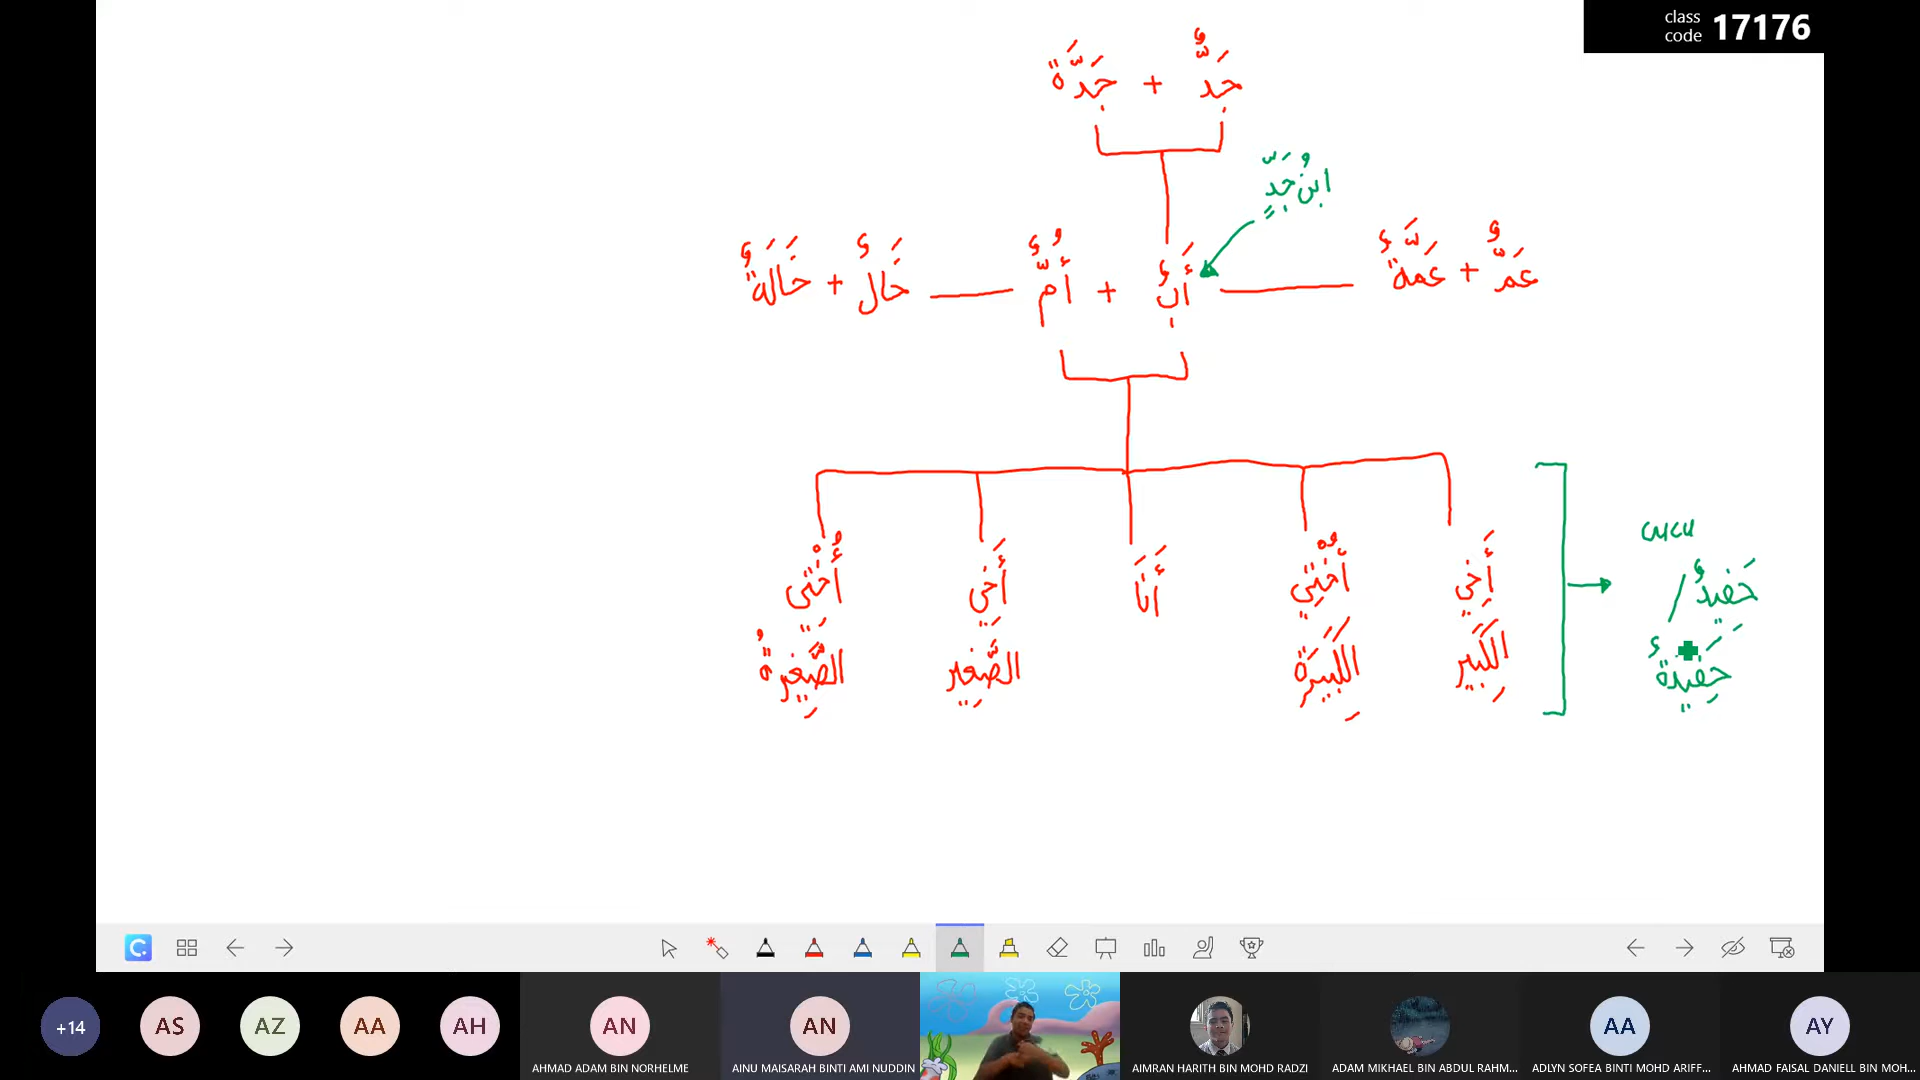 class code 17176
جَدٌّ + جَدَّة
ابنُ جَدٍّ
عَمٌّ + عَمَّةٌ
أَبٌ + أُمٌّ
خَالٌ + خَالَةٌ
أَخِي الكَبِير
أُخْتِي الكَبِيرَة
أَنَا
أَخِي الصَّغِير
أُخْتِي الصَّغِيرَةُ
cucu
حَفِيدٌ /
حَفِيدَةٌ
+14
AS
AZ
AA
AH
AN
AHMAD ADAM BIN NORHELME
AN
AINU MAISARAH BINTI AMI NUDDIN
AIMRAN HARITH BIN MOHD RADZI
ADAM MIKHAEL BIN ABDUL RAHM...
AA
ADLYN SOFEA BINTI MOHD ARIFF...
AY
AHMAD FAISAL DANIELL BIN MOH...